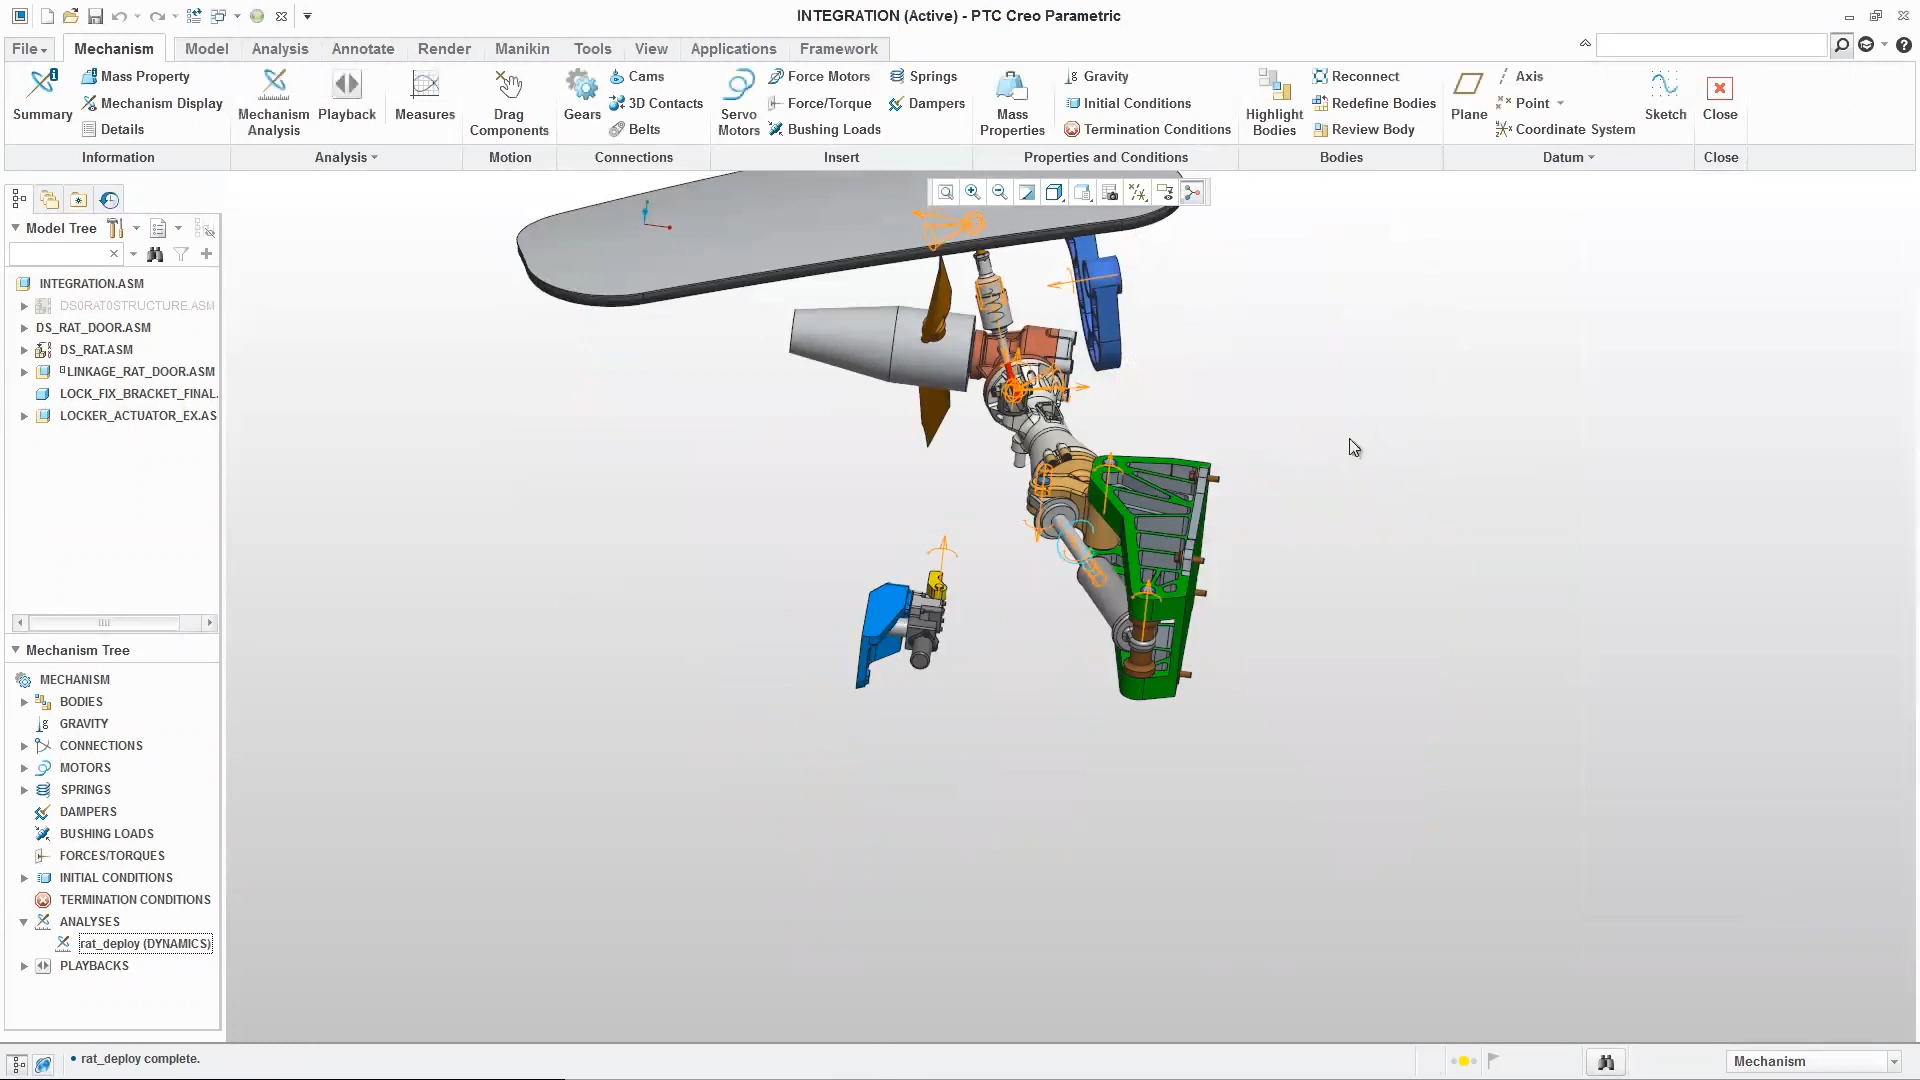 INTEGRATION (Active) - PTC Creo Parametric
File Mechanism Model Analysis Annotate Render Manikin Tools View Applications Framework
Summary
Mass Property
Mechanism Display
Details
Information
Mechanism Analysis
Playback
Measures
Analysis
Drag Components
Motion
Gears
Cams
3D Contacts
Belts
Connections
Servo Motors
Force Motors
Force/Torque
Bushing Loads
Springs
Dampers
Insert
Mass Properties
Gravity
Initial Conditions
Termination Conditions
Properties and Conditions
Highlight Bodies
Reconnect
Redefine Bodies
Review Body
Bodies
Plane
Axis
Point
Coordinate System
Sketch
Datum
Close
Close
Model Tree
INTEGRATION.ASM
DS0RAT0STRUCTURE.ASM
DS_RAT_DOOR.ASM
DS_RAT.ASM
LINKAGE_RAT_DOOR.ASM
LOCK_FIX_BRACKET_FINAL.
LOCKER_ACTUATOR_EX.AS
Mechanism Tree
MECHANISM
BODIES
GRAVITY
CONNECTIONS
MOTORS
SPRINGS
DAMPERS
BUSHING LOADS
FORCES/TORQUES
INITIAL CONDITIONS
TERMINATION CONDITIONS
ANALYSES
rat_deploy (DYNAMICS)
PLAYBACKS
rat_deploy complete.
Mechanism